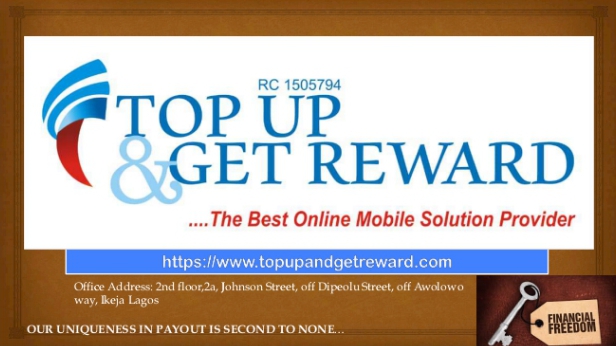 RC 1505794
TOP UP
& GET REWARD
....The Best Online Mobile Solution Provider
https://www.topupandgetreward.com
Office Address: 2nd floor,2a, Johnson Street, off Dipeolu Street, off Awolowo
way, Ikeja Lagos
FINANCIAL
FREEDOM
OUR UNIQUENESS IN PAYOUT IS SECOND TO NONE…